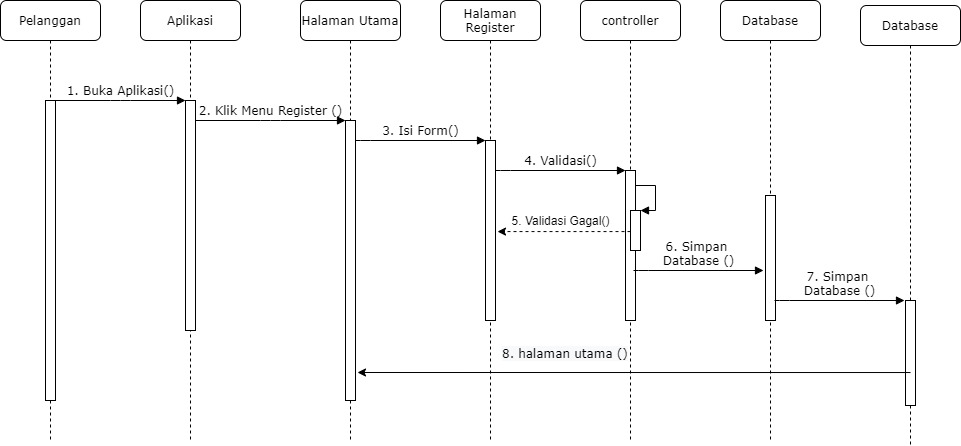 Pelanggan
Aplikasi
Halaman Utama
Halaman
Register
controller
Database
Database
1. Buka Aplikasi()
2. Klik Menu Register ()
3. Isi Form()
4. Validasi()
5. Validasi Gagal()
6. Simpan
Database ()
7. Simpan
Database ()
8. halaman utama ()